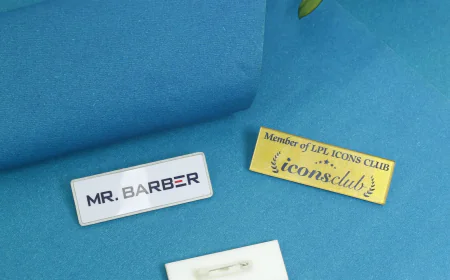 MR. BARBER
Member of LPL ICONS CLUB
iconsclub